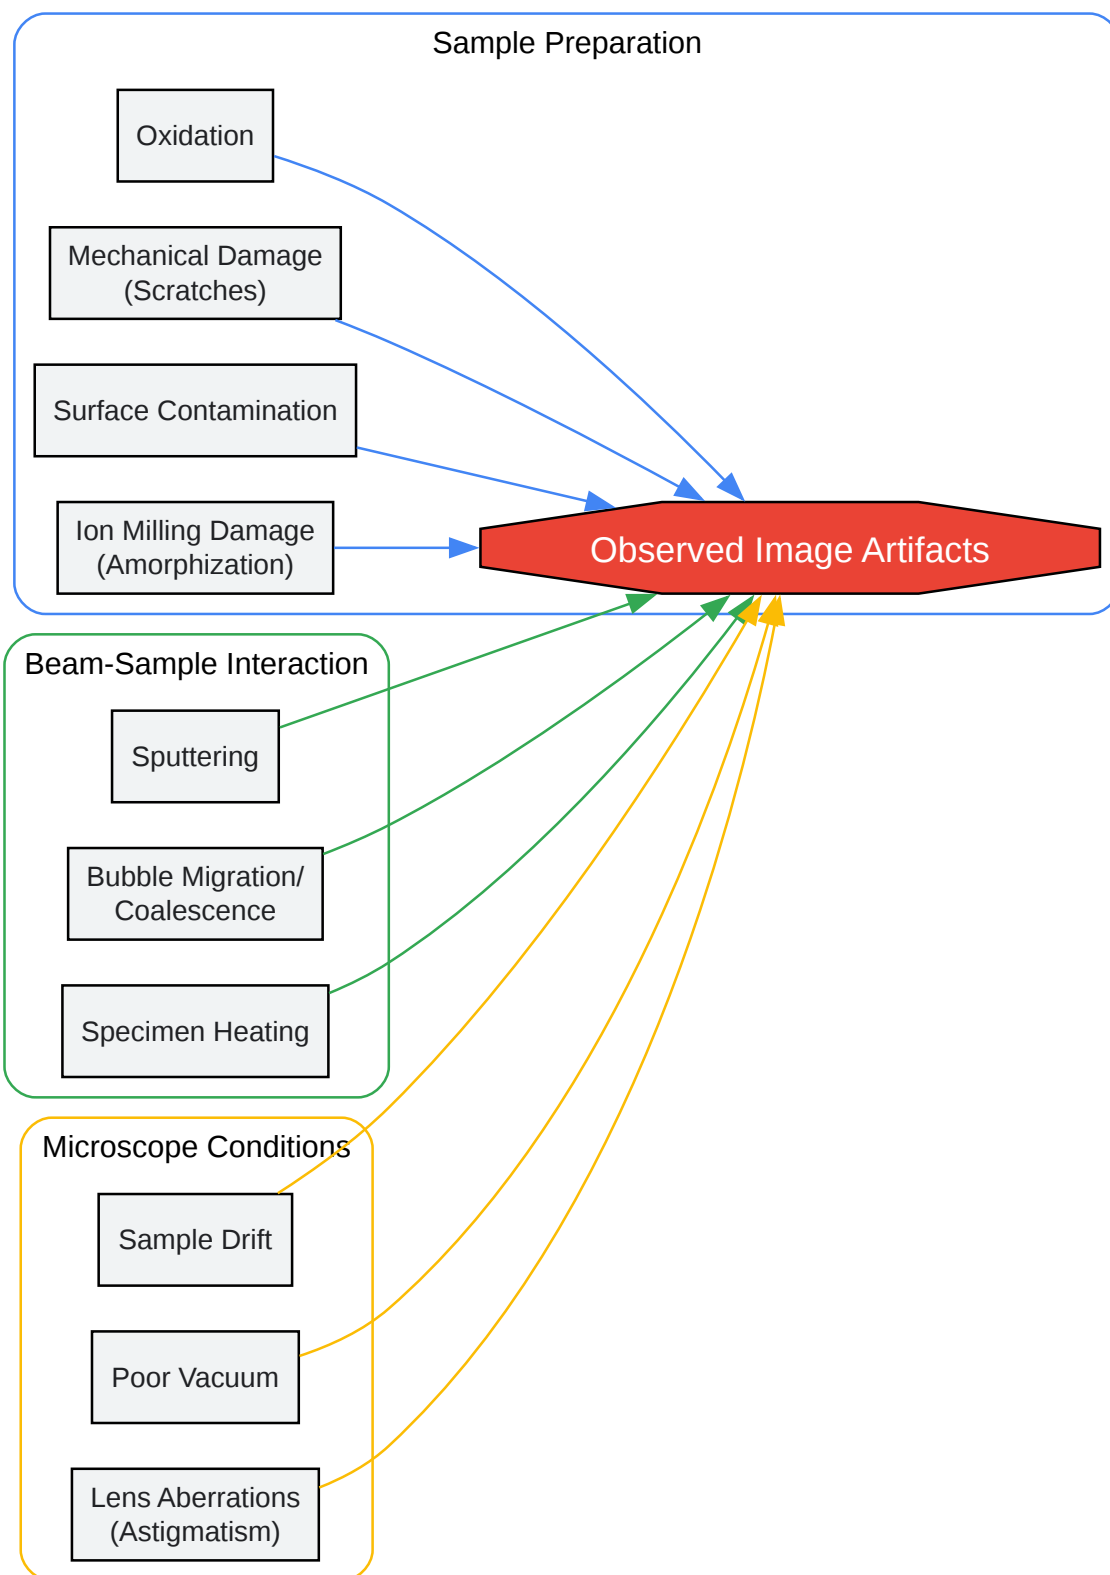 Sample Preparation
Oxidation
Mechanical Damage
(Scratches)
Surface Contamination
Ion Milling Damage
(Amorphization)
Observed Image Artifacts
Beam-Sample Interaction
Sputtering
Bubble Migration/
Coalescence
Specimen Heating
Microscope Conditions
Sample Drift
Poor Vacuum
Lens Aberrations
(Astigmatism)